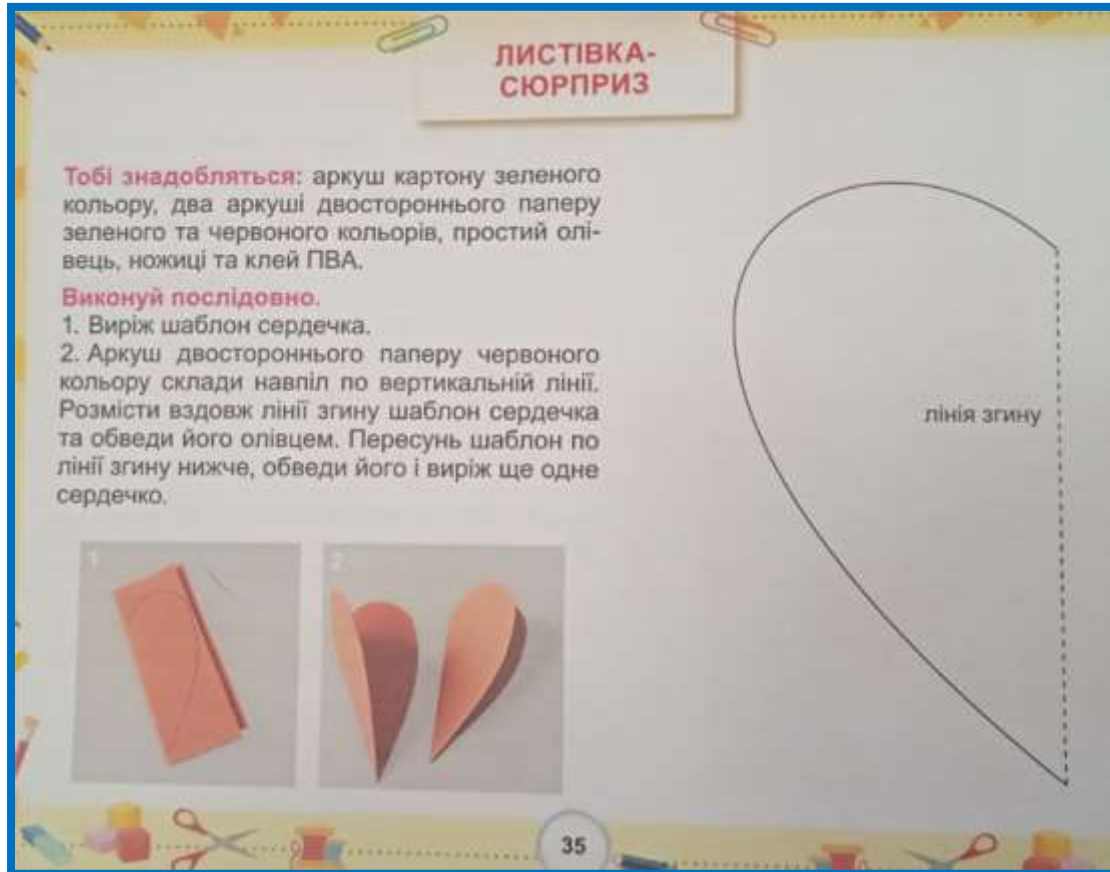 ЛИСТІВКА-
СЮРПРИЗ
Тобі знадобляться: аркуш картону зеленого
кольору, два аркуші двостороннього паперу
зеленого та червоного кольорів, простий олі-
вець, ножиці та клей ПВА.
Виконуй послідовно.
1. Виріж шаблон сердечка.
2. Аркуш двостороннього паперу червоного
кольору склади навпіл по вертикальній лінії.
Розмісти вздовж лінії згину шаблон сердечка
та обведи його олівцем. Пересунь шаблон по
лінії згину нижче, обведи його і виріж ще одне
сердечко.
лінія згину
1
2
35